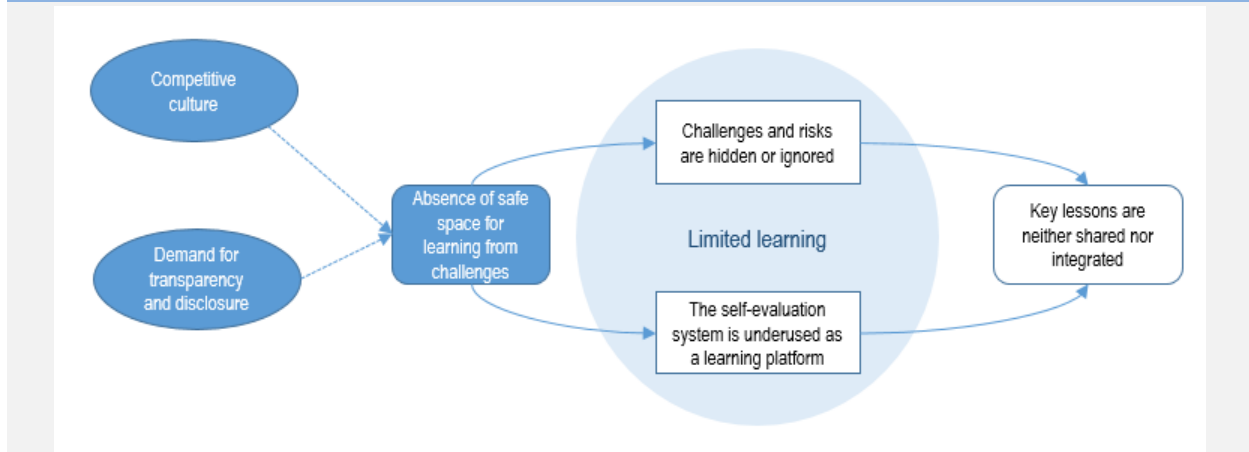 Competitive
culture
Demand for
transparency
and disclosure
Absence of safe
space for
learning from
challenges
Challenges and risks
are hidden or ignored
Limited learning
The self-evaluation
system is underused as
a learning platform
Key lessons are
neither shared nor
integrated